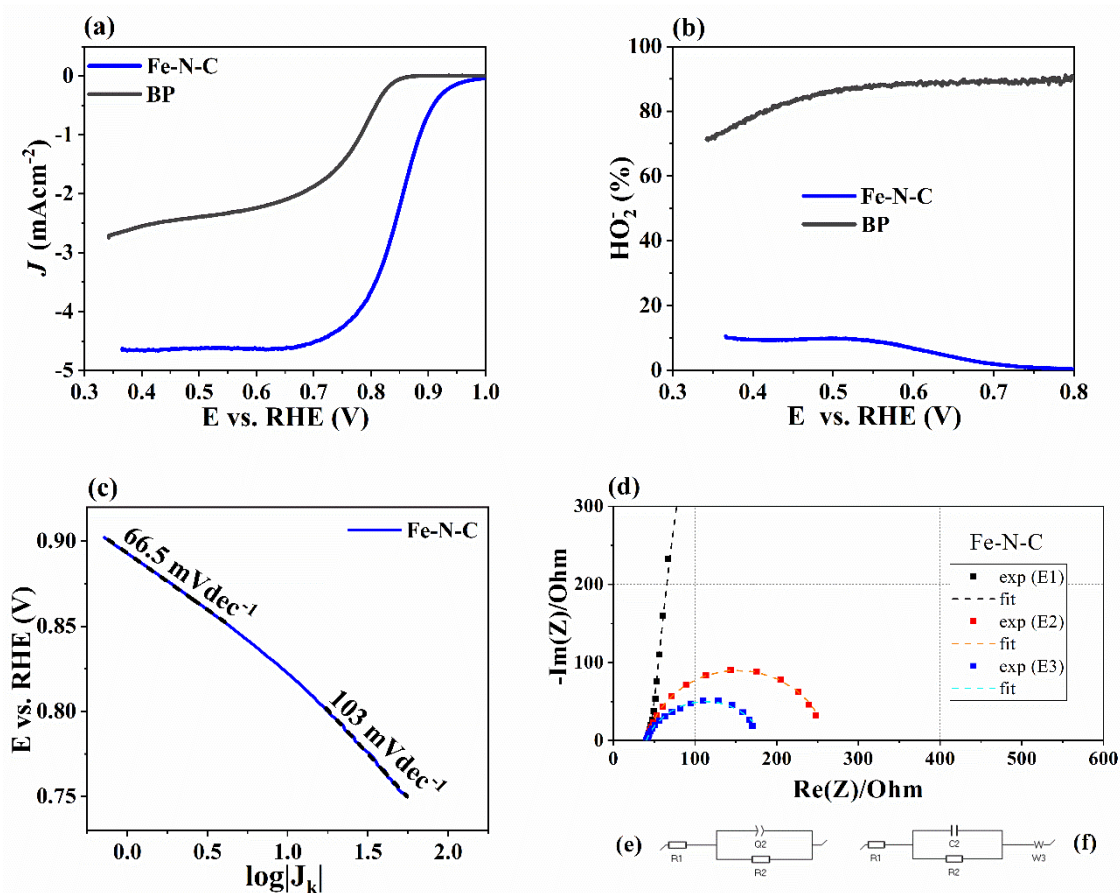 (a)
Fe-N-C
BP
0
-1
-2
-3
-4
-5
J (mAcm⁻²)
0.3 0.4 0.5 0.6 0.7 0.8 0.9 1.0
E vs. RHE (V)
(b)
100
80
60
40
20
0
HO₂⁻ (%)
Fe-N-C
BP
0.3 0.4 0.5 0.6 0.7 0.8
E vs. RHE (V)
(c)
Fe-N-C
66.5 mVdec⁻¹
103 mVdec⁻¹
0.90
0.85
0.80
0.75
E vs. RHE (V)
0.0 0.5 1.0 1.5 2.0
log|Jₖ|
(d)
300
200
100
0
-Im(Z)/Ohm
Fe-N-C
exp (E1)
fit
exp (E2)
fit
exp (E3)
fit
0 100 200 300 400 500 600
Re(Z)/Ohm
(e)
R1
Q2
R2
R1
C2
R2
W
W3
(f)